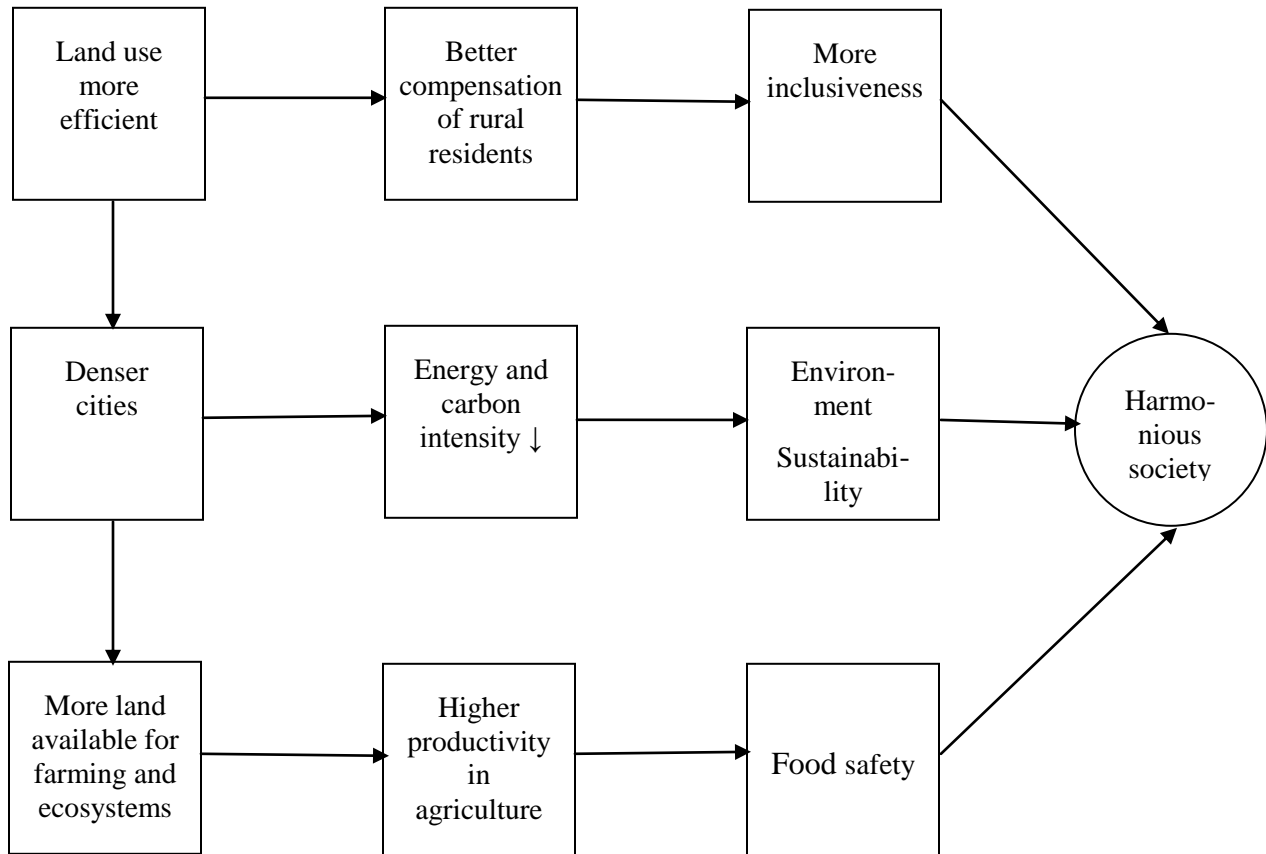 Land use
more
efficient
Better
compensation
of rural
residents
More
inclusiveness
Denser
cities
Energy and
carbon
intensity ↓
Environ-
ment
Sustainabi-
lity
Harmo-
nious
society
More land
available for
farming and
ecosystems
Higher
productivity
in
agriculture
Food safety